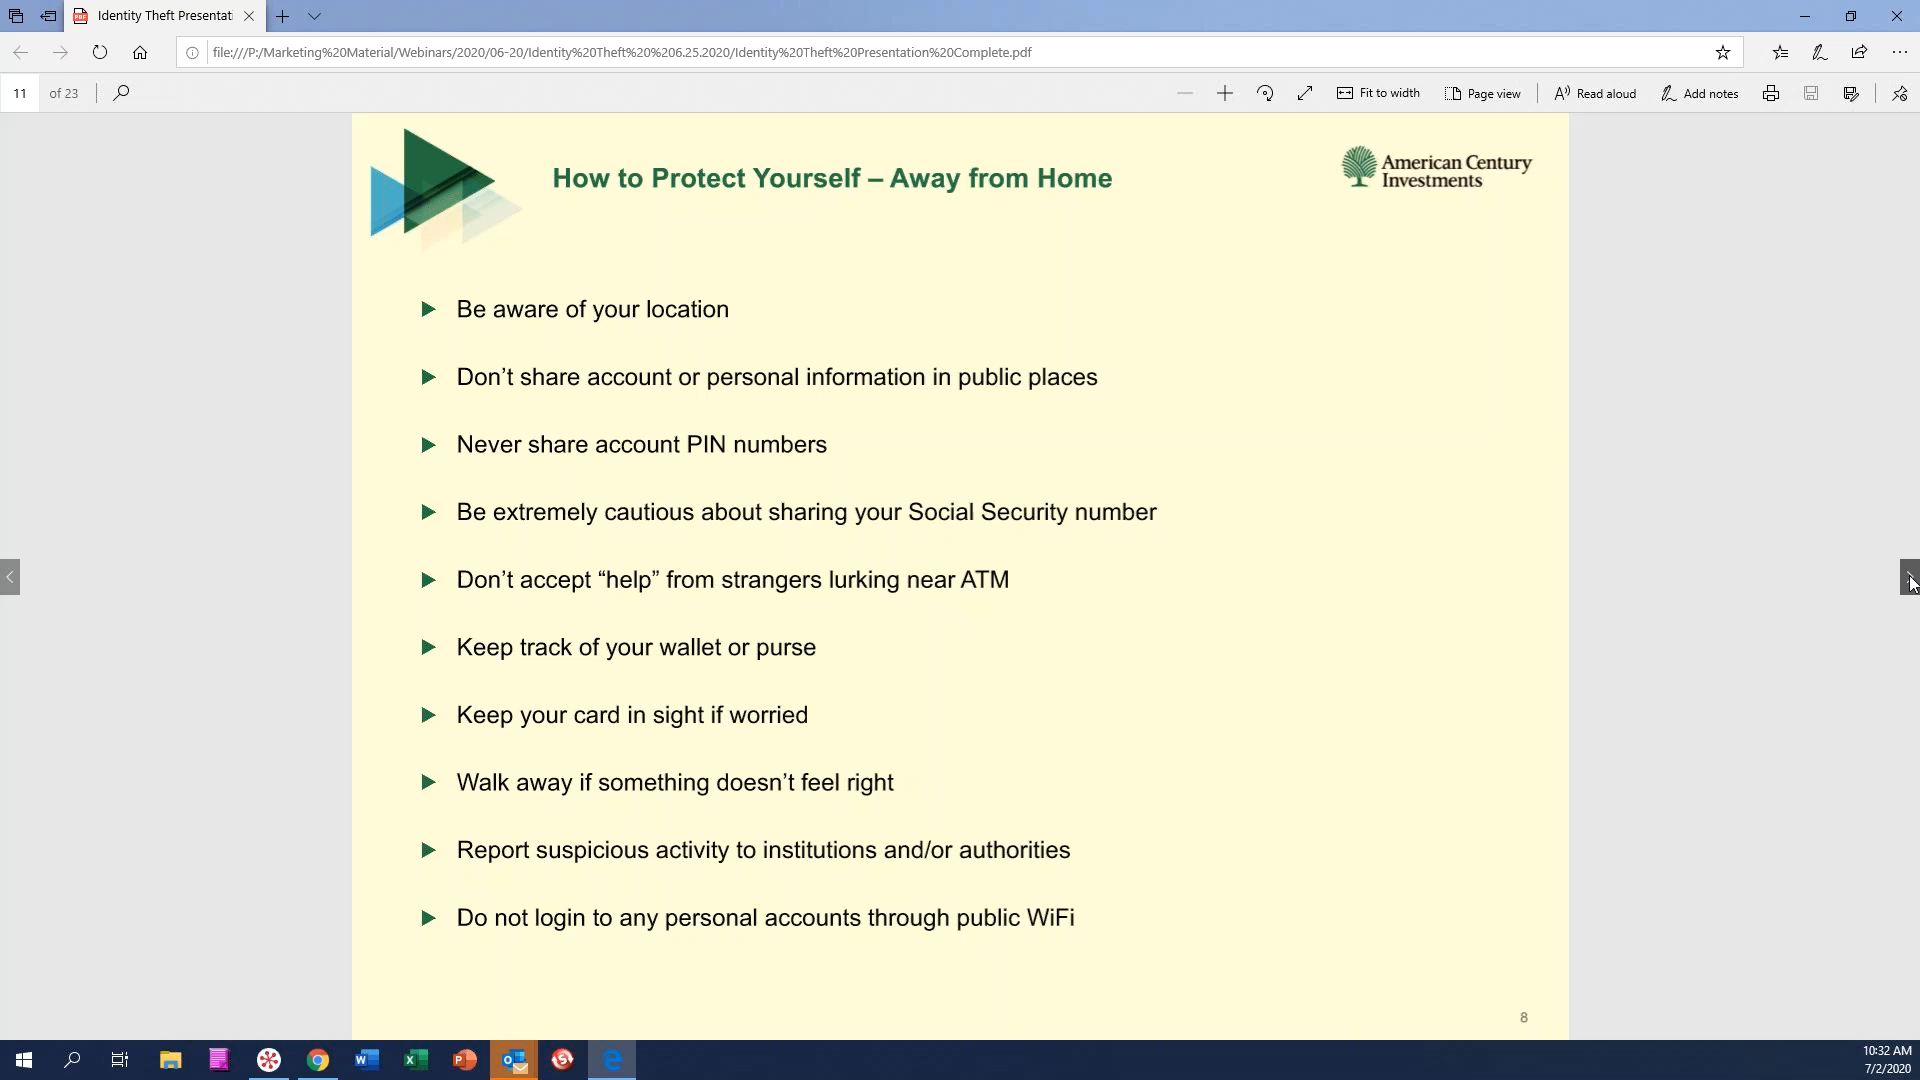 Identity Theft Presentati
file:///P:/Marketing%20Material/Webinars/2020/06-20/Identity%20Theft%20%206.25.2020/Identity%20Theft%20Presentation%20Complete.pdf
11 of 23
Fit to width
Page view
Read aloud
Add notes
How to Protect Yourself – Away from Home
American Century
Investments
Be aware of your location
Don’t share account or personal information in public places
Never share account PIN numbers
Be extremely cautious about sharing your Social Security number
Don’t accept “help” from strangers lurking near ATM
Keep track of your wallet or purse
Keep your card in sight if worried
Walk away if something doesn’t feel right
Report suspicious activity to institutions and/or authorities
Do not login to any personal accounts through public WiFi
8
10:32 AM
7/2/2020